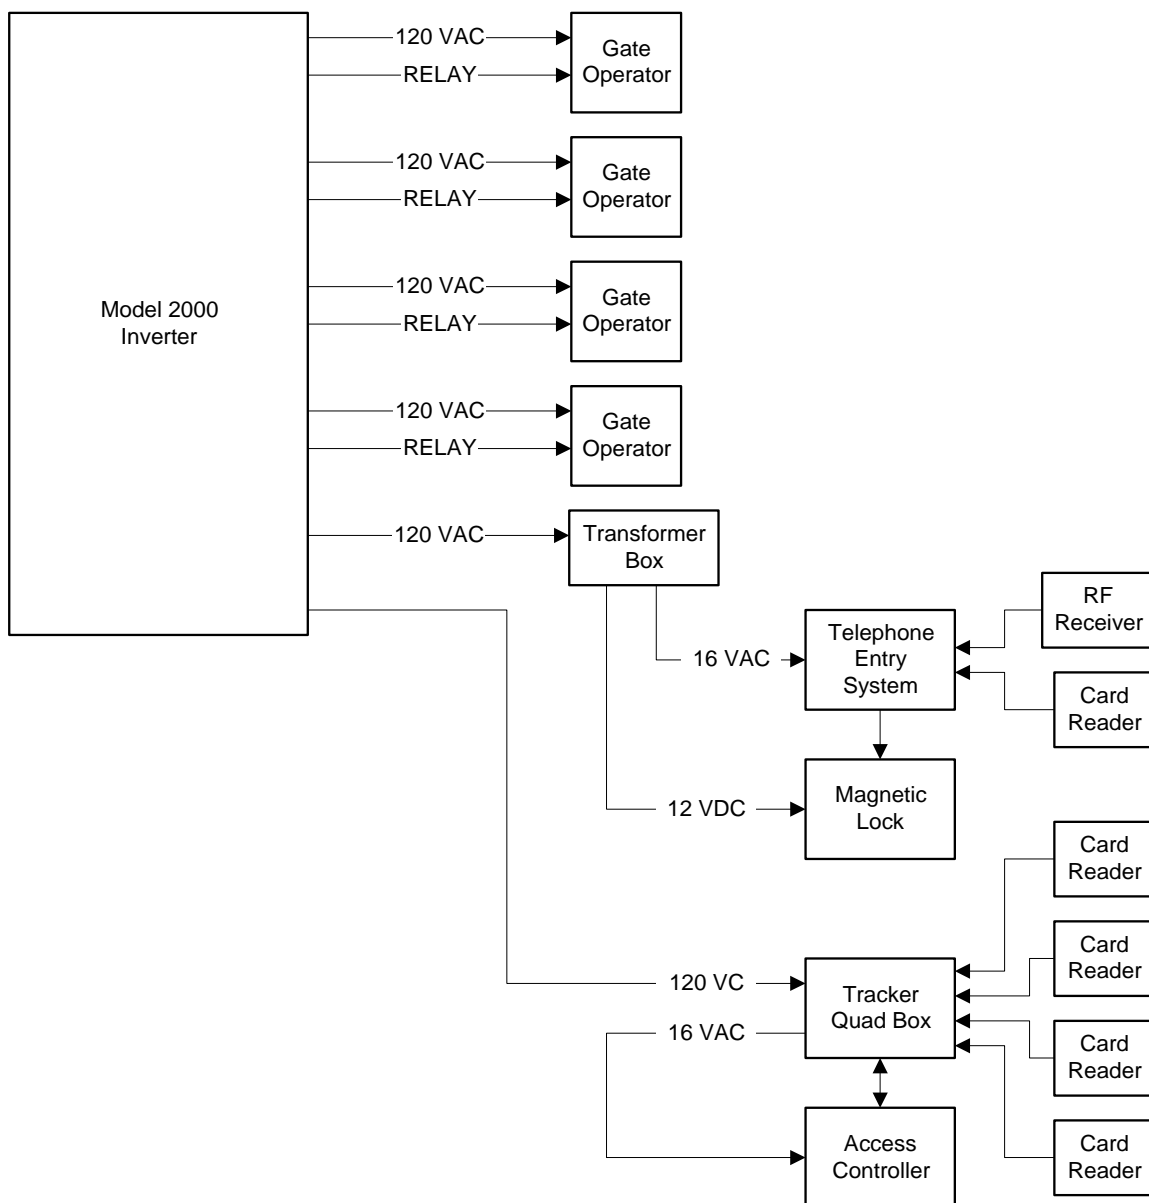 120 VAC
RELAY
Gate
Operator
120 VAC
RELAY
Gate
Operator
Model 2000
Inverter
120 VAC
RELAY
Gate
Operator
120 VAC
RELAY
Gate
Operator
120 VAC
Transformer
Box
RF
Receiver
16 VAC
Telephone
Entry
System
Card
Reader
12 VDC
Magnetic
Lock
Card
Reader
Card
Reader
120 VC
16 VAC
Tracker
Quad Box
Card
Reader
Access
Controller
Card
Reader